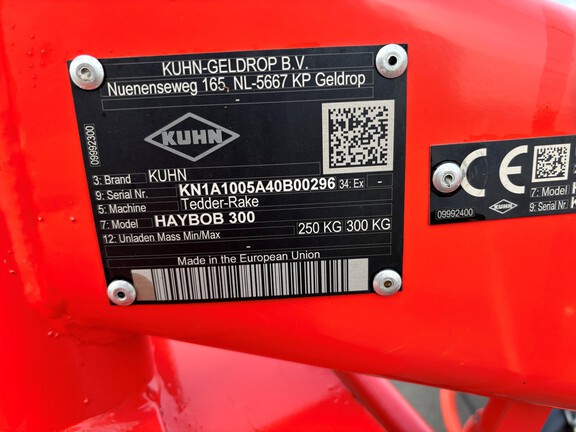 KUHN-GELDROP B.V.
Nuenenseweg 165, NL-5667 KP Geldrop
KUHN
09992300
3: Brand KUHN
9: Serial Nr. KN1A1005A40B00296 34: Ex -
5: Machine Tedder-Rake
7: Model HAYBOB 300
12: Unladen Mass Min/Max 250 KG 300 KG
-
Made in the European Union
CE
KUHN
09992400
7: Model
9: Serial